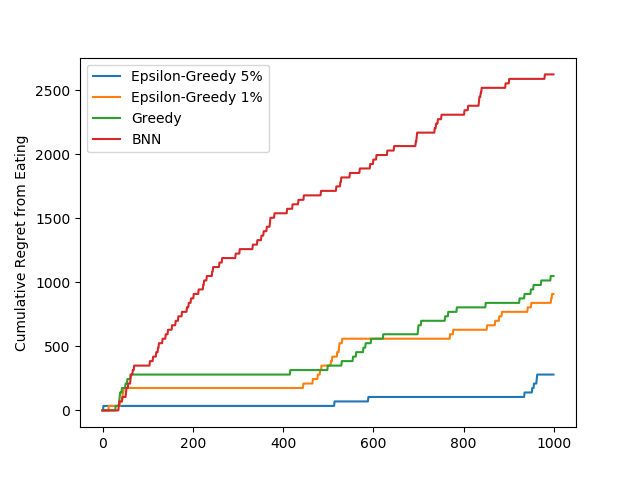 Epsilon-Greedy 5%
Epsilon-Greedy 1%
Greedy
BNN
Cumulative Regret from Eating
2500
2000
1500
1000
500
0
0 200 400 600 800 1000